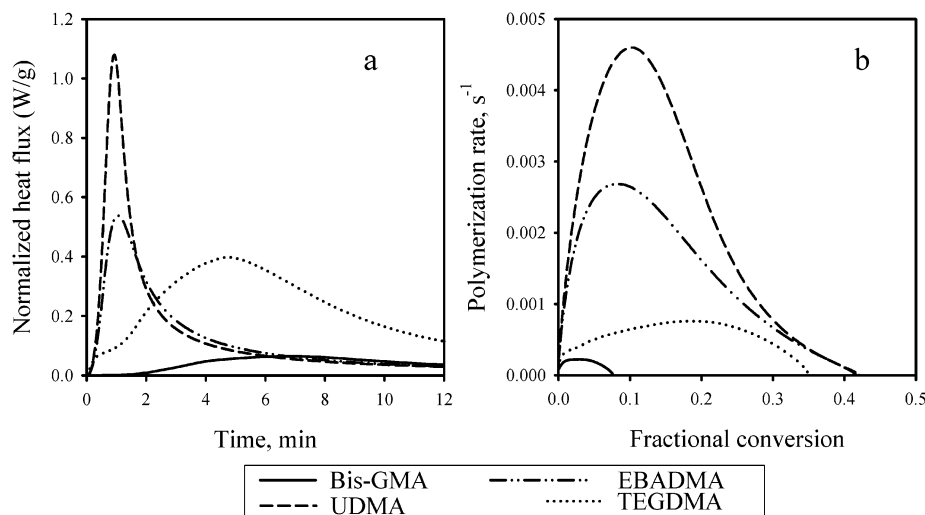 1.2
1.0
0.8
0.6
0.4
0.2
0.0
Normalized heat flux (W/g)
a
0 2 4 6 8 10 12
Time, min
0.005
0.004
0.003
0.002
0.001
0.000
Polymerization rate, s-1
b
0.0 0.1 0.2 0.3 0.4 0.5
Fractional conversion
Bis-GMA EBADMA
UDMA TEGDMA